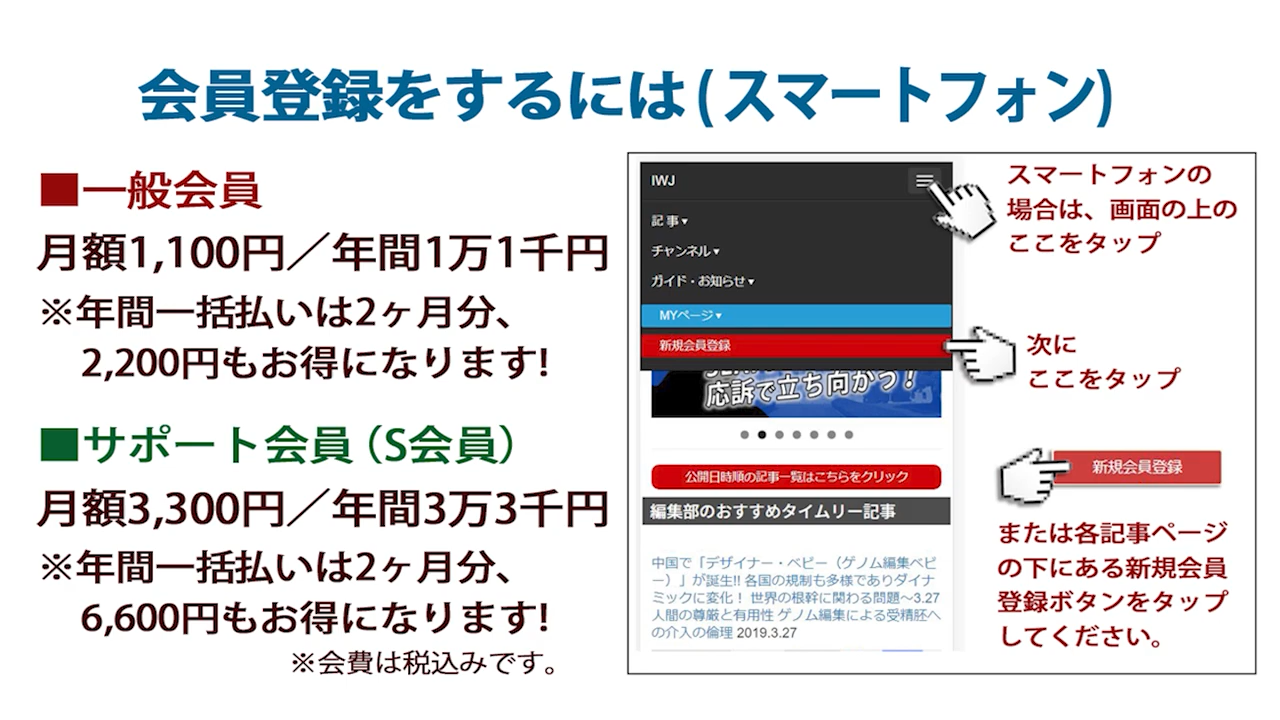 会員登録をするには(スマートフォン)
■一般会員
月額1,100円／年間1万1千円
※年間一括払いは2ヶ月分、
2,200円もお得になります!
■サポート会員（S会員）
月額3,300円／年間3万3千円
※年間一括払いは2ヶ月分、
6,600円もお得になります!
※会費は税込みです。
IWJ
記事▾
チャンネル▾
ガイド・お知らせ▾
MYページ▾
新規会員登録
応訴で立ち向かう！
公開日時順の記事一覧はこちらをクリック
編集部のおすすめタイムリー記事
中国で「デザイナー・ベビー（ゲノム編集ベビ
ー）」が誕生!! 各国の規制も多様でありダイナ
ミックに変化！ 世界の根幹に関わる問題〜3.27
人間の尊厳と有用性 ゲノム編集による受精胚へ
の介入の倫理 2019.3.27
スマートフォンの
場合は、画面の上の
ここをタップ
次に
ここをタップ
新規会員登録
または各記事ページ
の下にある新規会員
登録ボタンをタップ
してください。